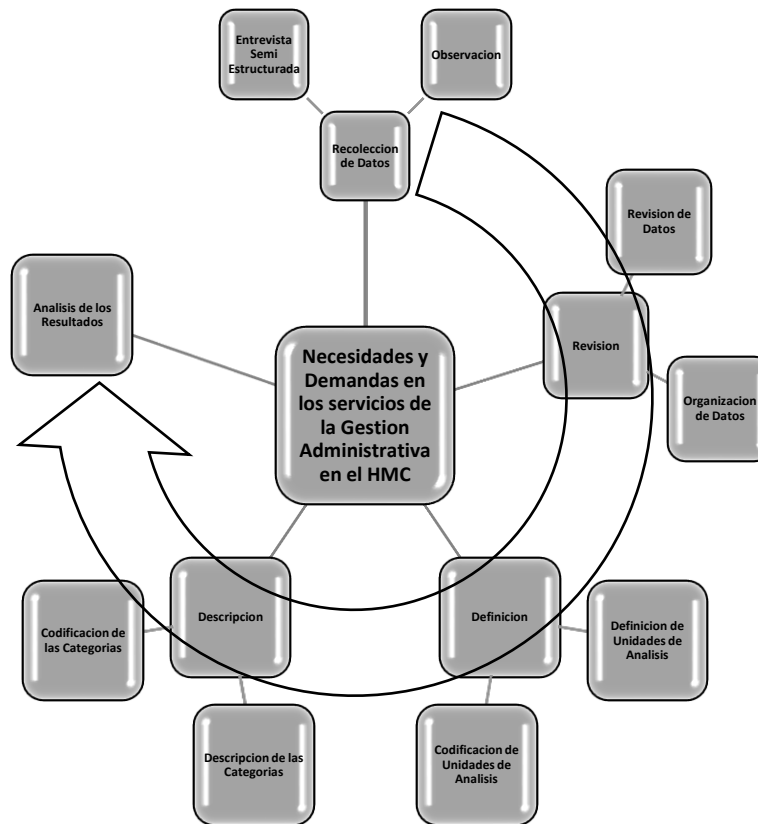 Entrevista
Semi
Estructurada
Observacion
Recoleccion
de Datos
Revision de
Datos
Revision
Organizacion
de Datos
Analisis de los
Resultados
Necesidades y
Demandas en
los servicios de
la Gestion
Administrativa
en el HMC
Descripcion
Codificacion de
las Categorias
Descripcion de las
Categorias
Definicion
Definicion de
Unidades de
Analisis
Codificacion de
Unidades de
Analisis